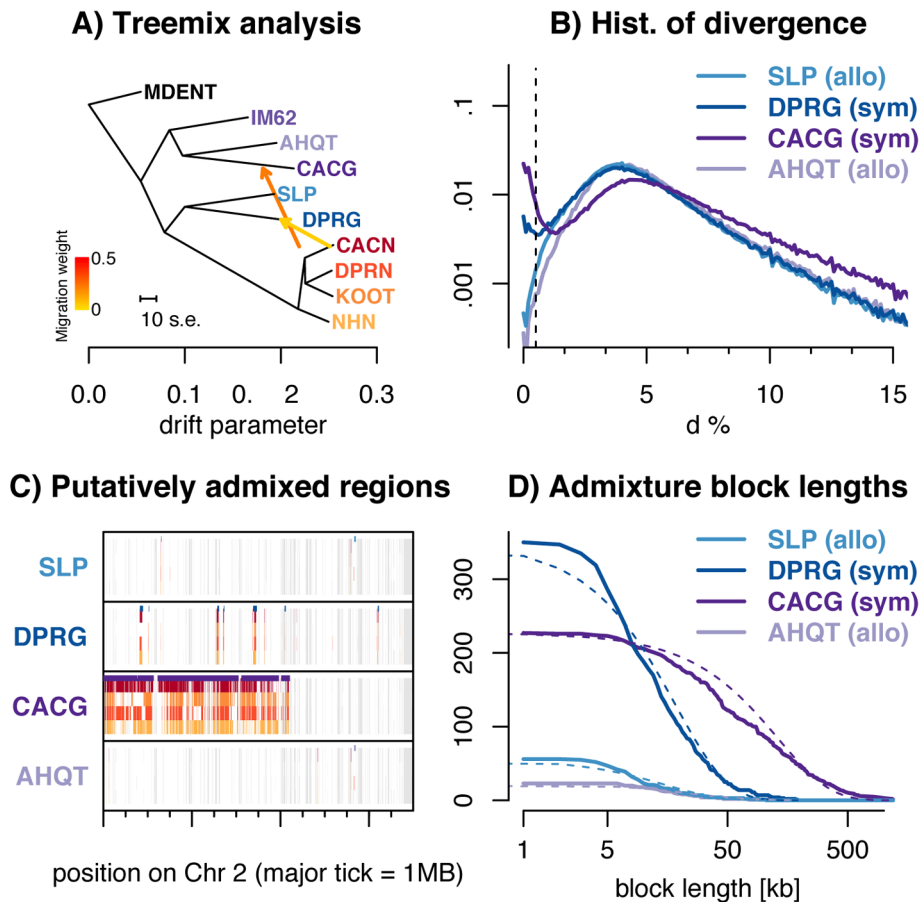 A) Treemix analysis
MDENT
IM62
AHQT
CACG
SLP
DPRG
CACN
DPRN
KOOT
NHN
Migration weight
0.5
0
10 s.e.
0.0 0.1 0. 2 0.3
drift parameter
B) Hist. of divergence
SLP (allo)
DPRG (sym)
CACG (sym)
AHQT (allo)
.1
.01
.001
0 5 10 15
d %
C) Putatively admixed regions
SLP
DPRG
CACG
AHQT
position on Chr 2 (major tick = 1MB)
D) Admixture block lengths
SLP (allo)
DPRG (sym)
CACG (sym)
AHQT (allo)
300
200
100
0
1 5 50 500
block length [kb]